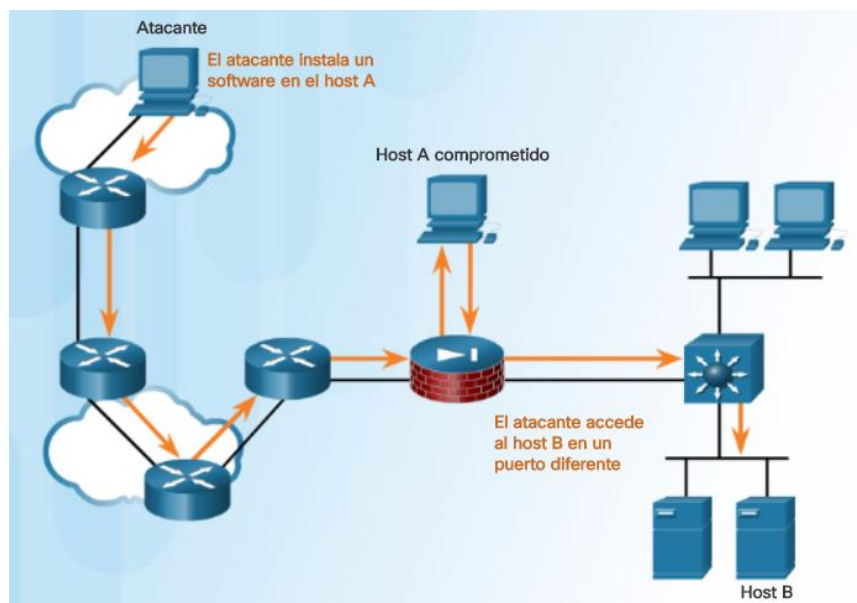 Atacante
El atacante instala un
software en el host A
Host A comprometido
El atacante accede
al host B en un
puerto diferente
Host B